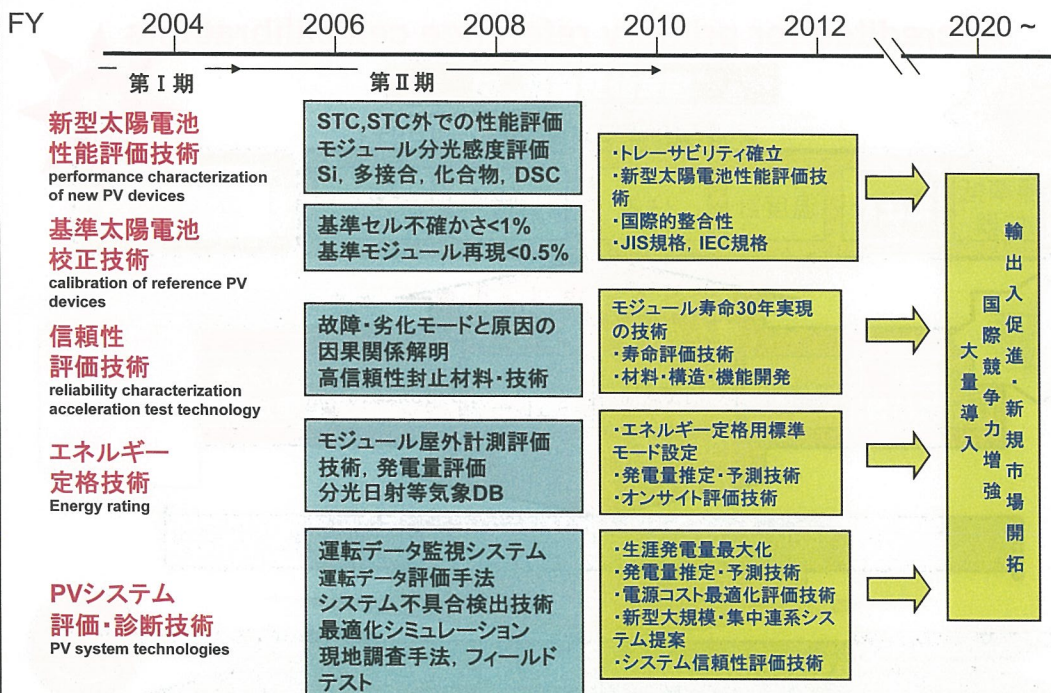 FY 2004 2006 2008 2010 2012 2020 ~
第Ⅰ期 第Ⅱ期
新型太陽電池
性能評価技術
performance characterization
of new PV devices
STC,STC外での性能評価
モジュール分光感度評価
Si, 多接合, 化合物, DSC
・トレーサビリティ確立
・新型太陽電池性能評価技
術
・国際的整合性
・JIS規格, IEC規格
基準太陽電池
校正技術
calibration of reference PV
devices
基準セル不確かさ<1%
基準モジュール再現<0.5%
信頼性
評価技術
reliability characterization
acceleration test technology
故障・劣化モードと原因の
因果関係解明
高信頼性封止材料・技術
モジュール寿命30年実現
の技術
・寿命評価技術
・材料・構造・機能開発
エネルギー
定格技術
Energy rating
モジュール屋外計測評価
技術, 発電量評価
分光日射等気象DB
・エネルギー定格用標準
モード設定
・発電量推定・予測技術
・オンサイト評価技術
PVシステム
評価・診断技術
PV system technologies
運転データ監視システム
運転データ評価手法
システム不具合検出技術
最適化シミュレーション
現地調査手法, フィールド
テスト
・生涯発電量最大化
・発電量推定・予測技術
・電源コスト最適化評価技術
・新型大規模・集中連系シス
テム提案
・システム信頼性評価技術
輸出入促進・新規市場開拓
国際競争力増強
大量導入